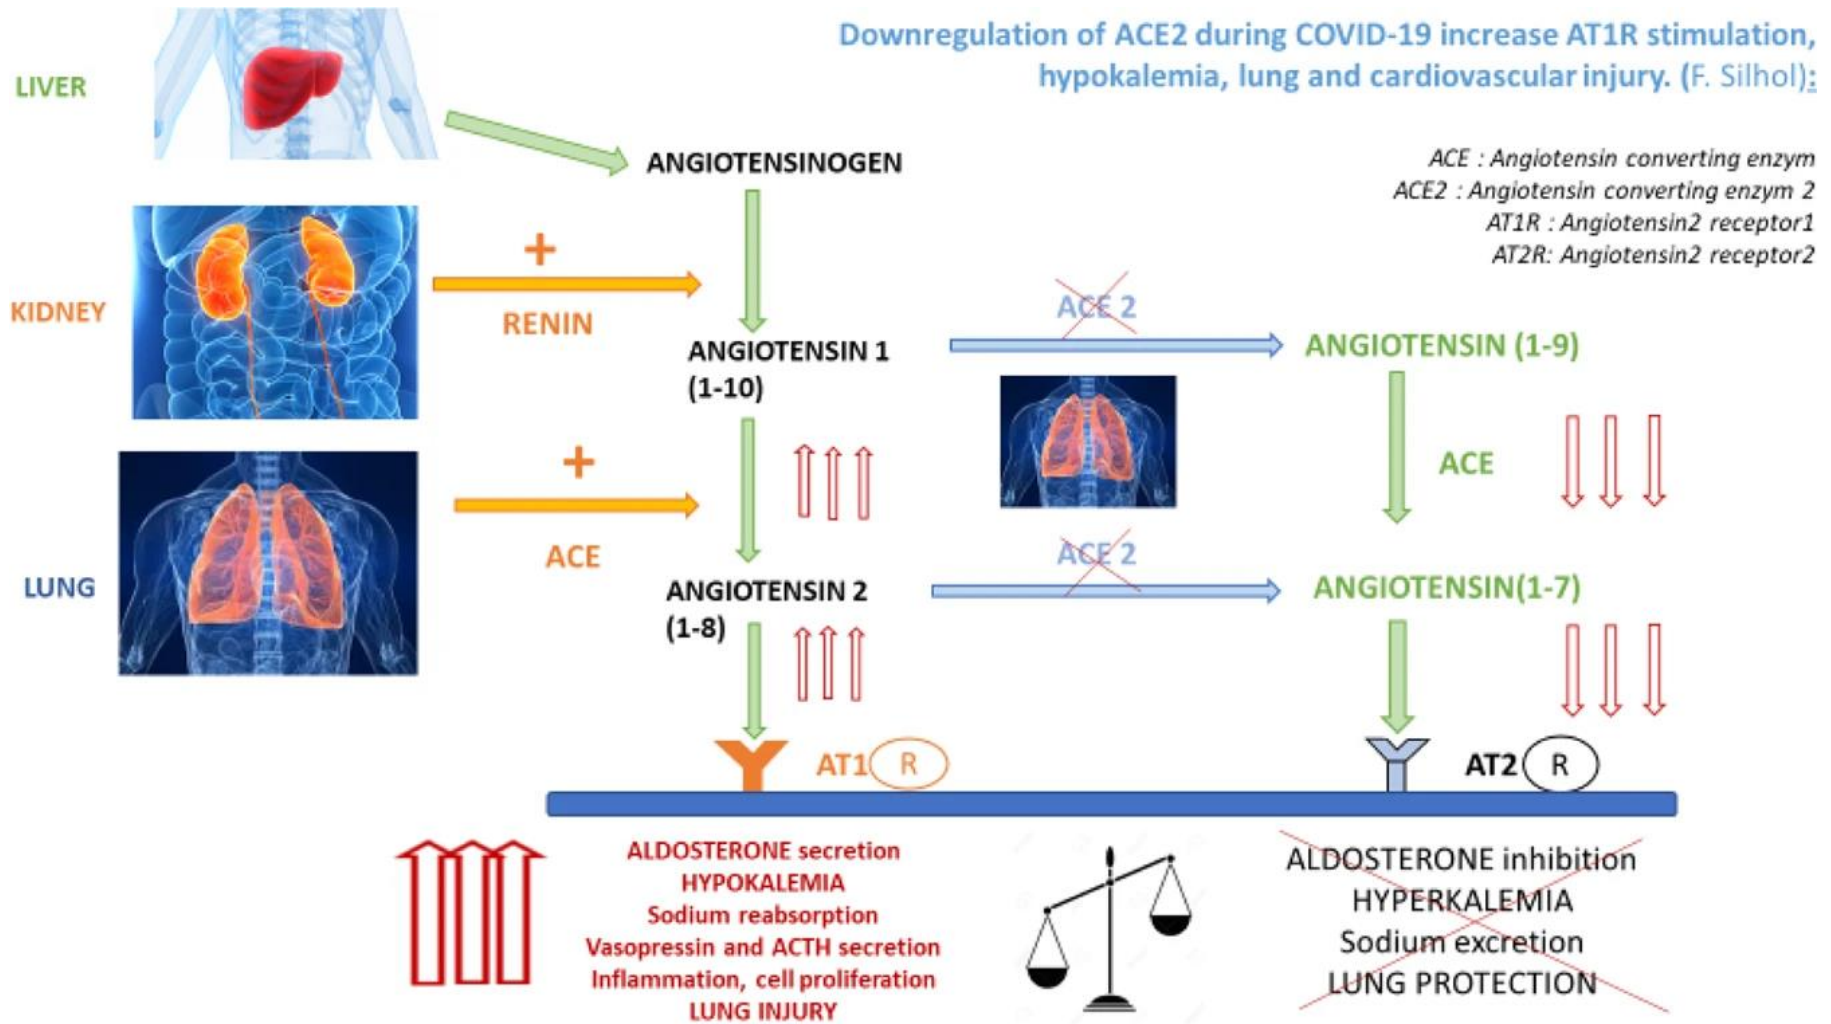 Downregulation of ACE2 during COVID-19 increase AT1R stimulation,
hypokalemia, lung and cardiovascular injury. (F. Silhol):
LIVER
ANGIOTENSINOGEN
ACE : Angiotensin converting enzym
ACE2 : Angiotensin converting enzym 2
AT1R : Angiotensin2 receptor1
AT2R: Angiotensin2 receptor2
KIDNEY
+
RENIN
ACE 2
ANGIOTENSIN 1
(1-10)
ANGIOTENSIN (1-9)
+
ACE
ACE
LUNG
ACE 2
ANGIOTENSIN 2
(1-8)
ANGIOTENSIN(1-7)
AT1 R
AT2 R
ALDOSTERONE secretion
HYPOKALEMIA
Sodium reabsorption
Vasopressin and ACTH secretion
Inflammation, cell proliferation
LUNG INJURY
ALDOSTERONE inhibition
HYPERKALEMIA
Sodium excretion
LUNG PROTECTION